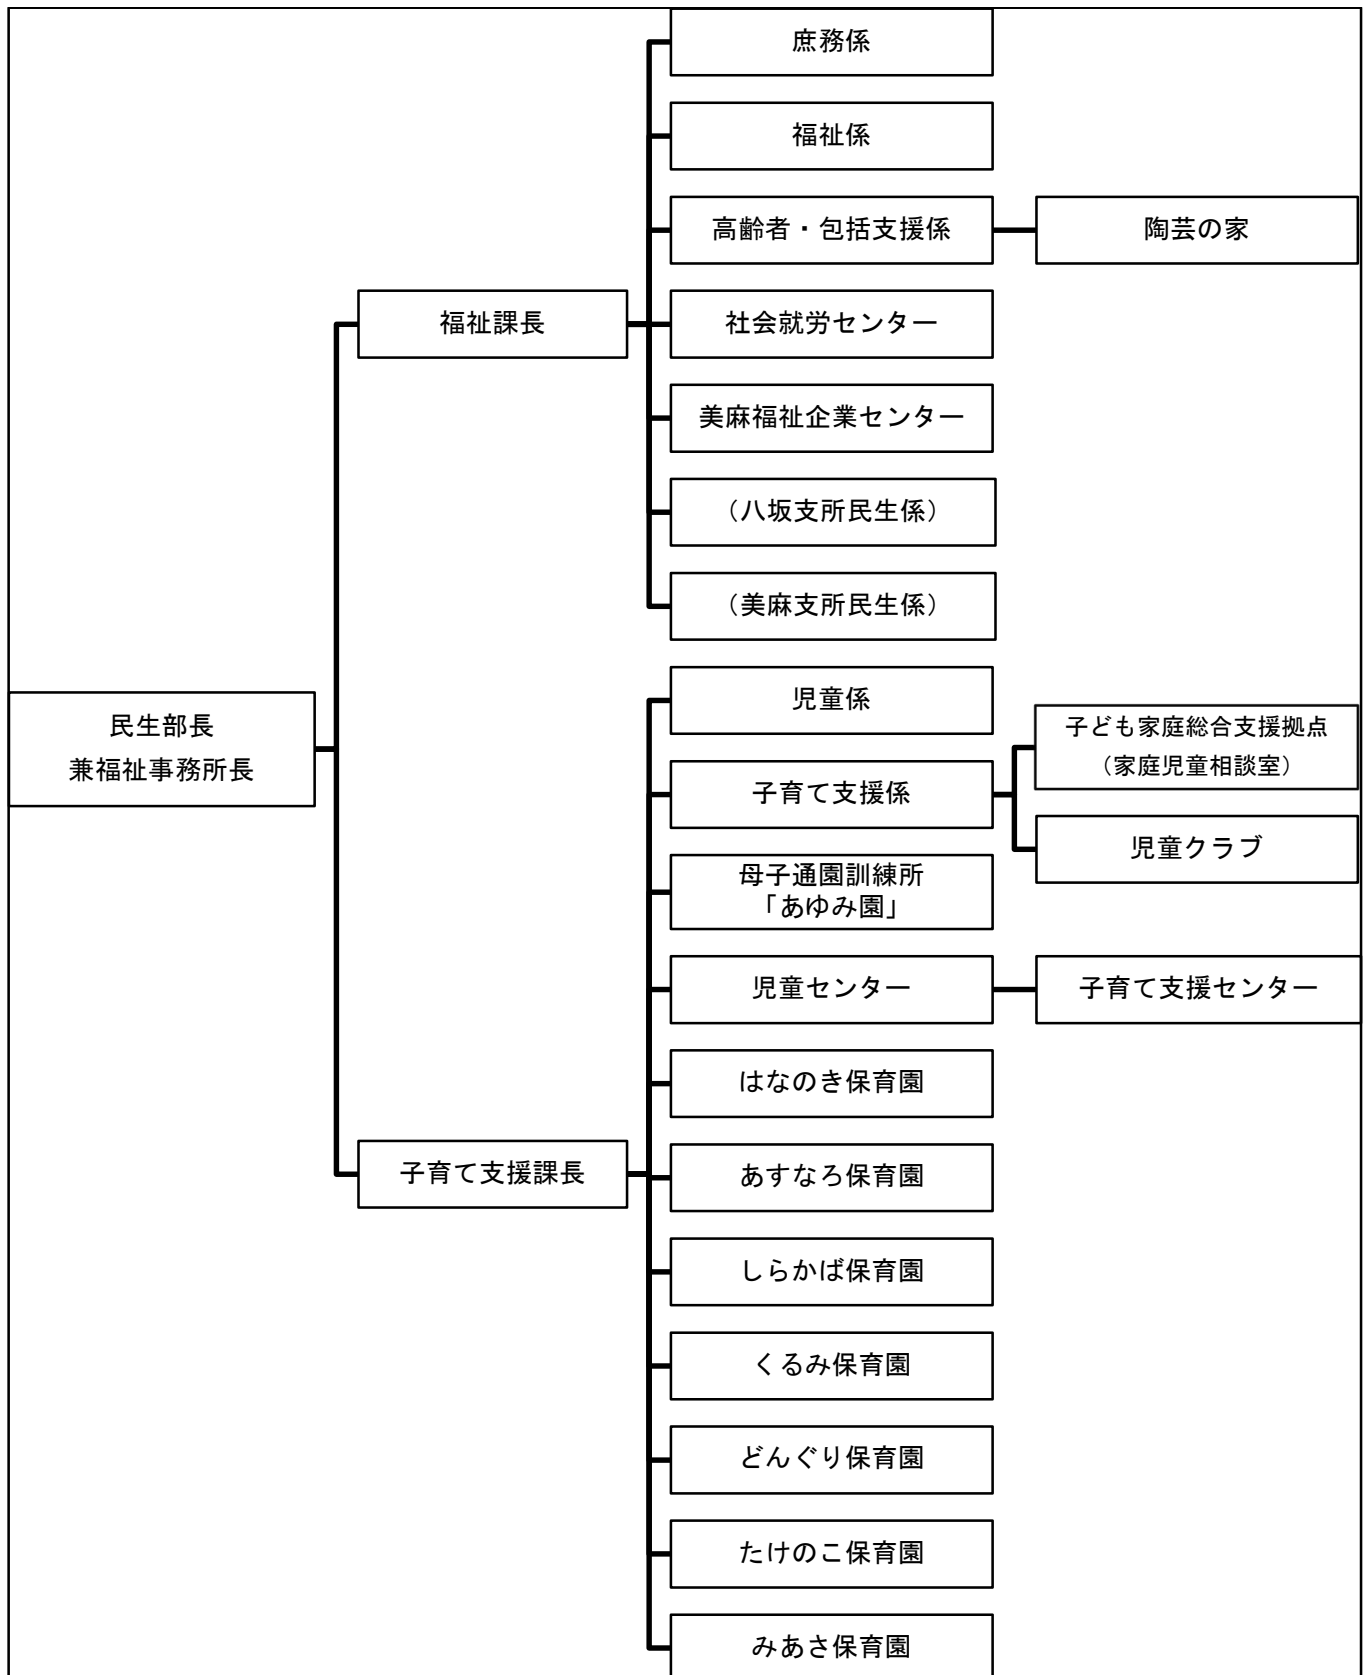 庶務係
福祉係
高齢者・包括支援係
陶芸の家
福祉課長
社会就労センター
美麻福祉企業センター
（八坂支所民生係）
（美麻支所民生係）
民生部長
兼福祉事務所長
児童係
子ども家庭総合支援拠点
（家庭児童相談室）
子育て支援係
児童クラブ
母子通園訓練所
「あゆみ園」
児童センター
子育て支援センター
はなのき保育園
子育て支援課長
あすなろ保育園
しらかば保育園
くるみ保育園
どんぐり保育園
たけのこ保育園
みあさ保育園